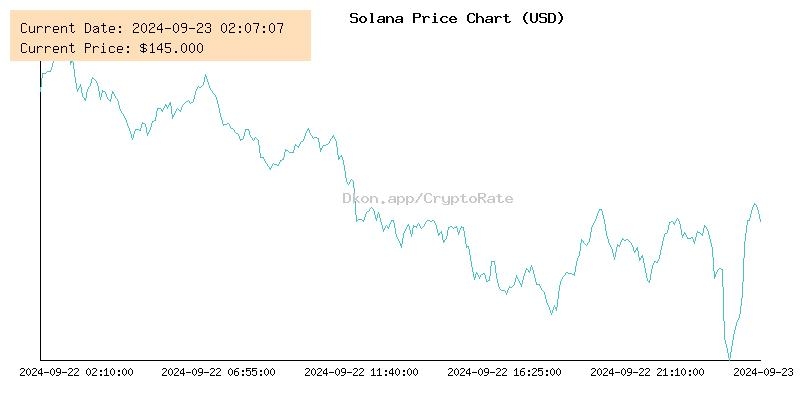 Solana Price Chart (USD)
Current Date: 2024-09-23 02:07:07
Current Price: $145.000
Dkon.app/CryptoRate
2024-09-22 02:10:00 2024-09-22 06:55:00 2024-09-22 11:40:00 2024-09-22 16:25:00 2024-09-22 21:10:00 2024-09-23